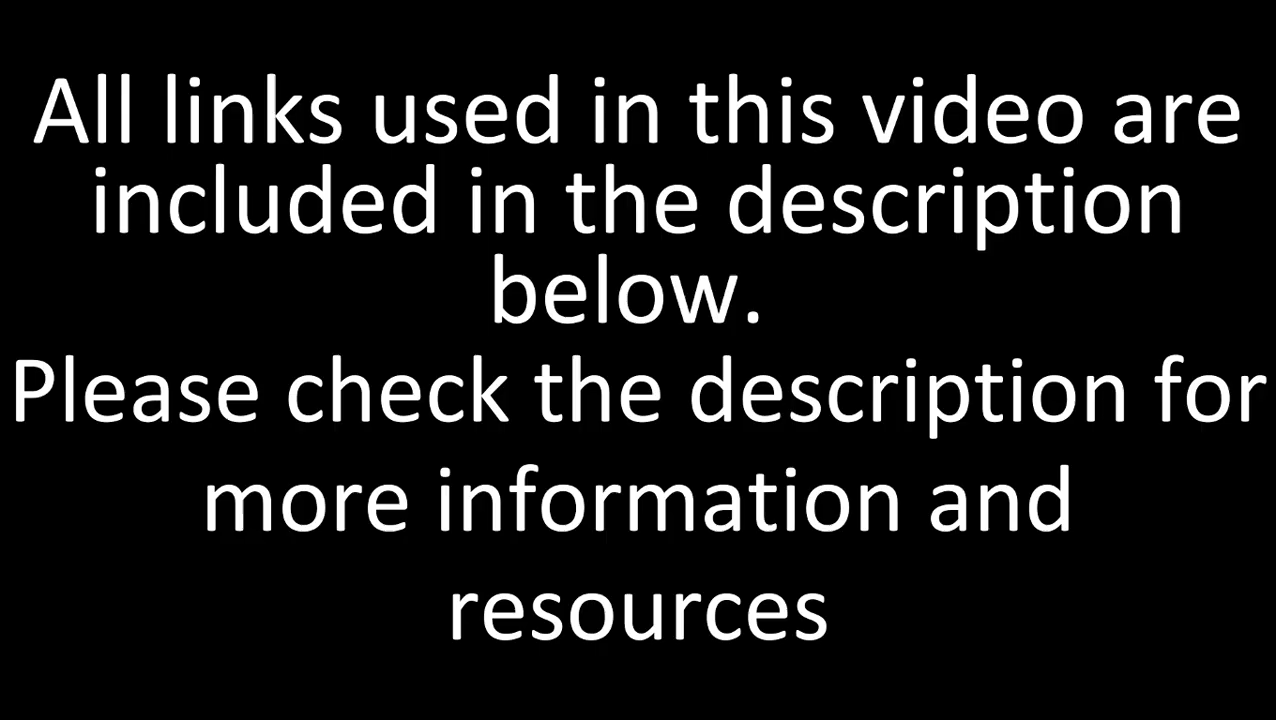 All links used in this video are
included in the description
below.
Please check the description for
more information and
resources